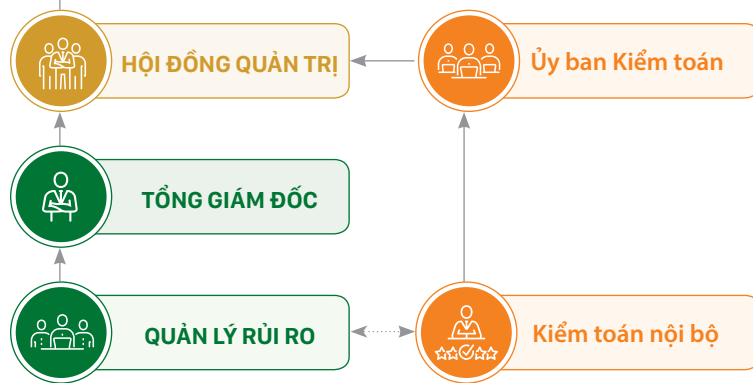 HỘI ĐỒNG QUẢN TRỊ
Ủy ban Kiểm toán
TỔNG GIÁM ĐỐC
QUẢN LÝ RỦI RO
Kiểm toán nội bộ